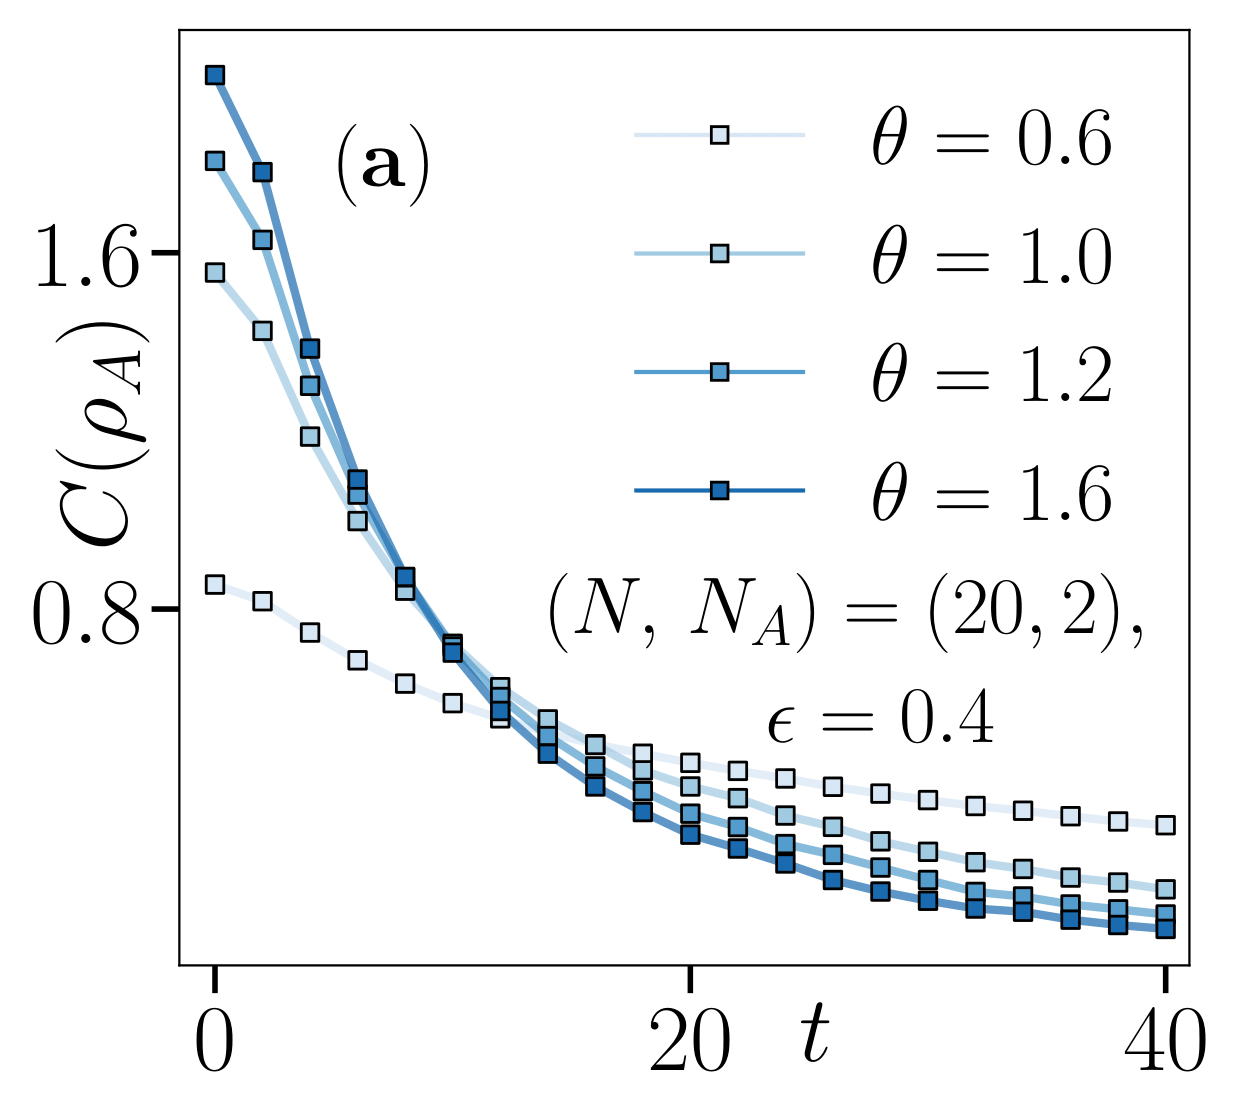 (a)
θ = 0.6
θ = 1.0
θ = 1.2
θ = 1.6
(N, N_A) = (20, 2),
ϵ = 0.4
C(ρ_A)
1.6
0.8
0
20
t
40